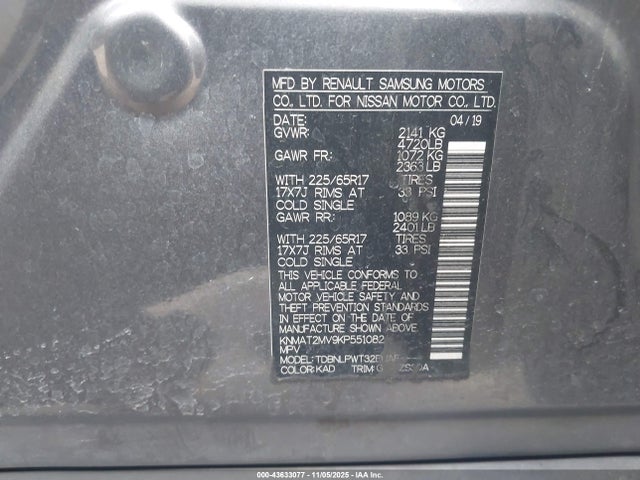 MFD BY RENAULT SAMSUNG MOTORS
CO., LTD. FOR NISSAN MOTOR CO., LTD.
DATE: 04/19
GVWR: 2141 KG
4720LB
GAWR FR: 1072 KG
2363LB
WITH 225/65R17 TIRES
17X7J RIMS AT 33 PSI
COLD SINGLE
GAWR RR: 1089 KG
2401LB
WITH 225/65R17 TIRES
17X7J RIMS AT 33 PSI
COLD SINGLE
THIS VEHICLE CONFORMS TO
ALL APPLICABLE FEDERAL
MOTOR VEHICLE SAFETY AND
THEFT PREVENTION STANDARDS
IN EFFECT ON THE DATE OF
MANUFACTURE SHOWN ABOVE.
KNMAT2MV9KP551082
MPV
MODEL:
COLOR:KAD TRIM:
000-43633077 - 11/05/2025 - IAA Inc.